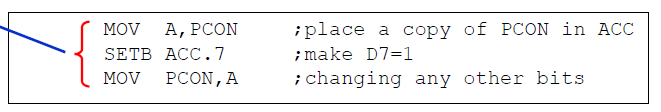 MOV A,PCON ;place a copy of PCON in ACC
SETB ACC.7 ;make D7=1
MOV PCON,A ;changing any other bits